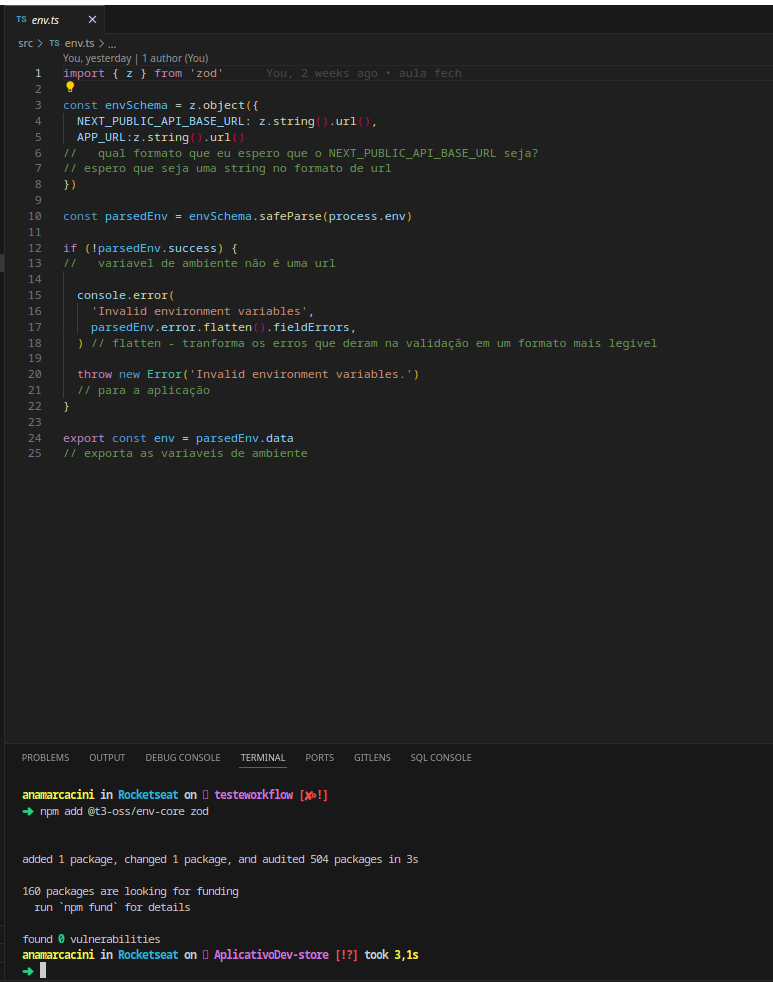 TS env.ts ×
src > TS env.ts > ...
You, yesterday | 1 author (You)
1 import { z } from 'zod' You, 2 weeks ago • aula fech
2
3 const envSchema = z.object({
4 NEXT_PUBLIC_API_BASE_URL: z.string().url(),
5 APP_URL:z.string().url()
6 // qual formato que eu espero que o NEXT_PUBLIC_API_BASE_URL seja?
7 // espero que seja uma string no formato de url
8 })
9
10 const parsedEnv = envSchema.safeParse(process.env)
11
12 if (!parsedEnv.success) {
13 // variavel de ambiente não é uma url
14
15 console.error(
16 'Invalid environment variables',
17 parsedEnv.error.flatten().fieldErrors,
18 ) // flatten - tranforma os erros que deram na validação em um formato mais legivel
19
20 throw new Error('Invalid environment variables.')
21 // para a aplicação
22 }
23
24 export const env = parsedEnv.data
25 // exporta as variaveis de ambiente
PROBLEMS OUTPUT DEBUG CONSOLE TERMINAL PORTS GITLENS SQL CONSOLE
anamarcacini in Rocketseat on testeworkflow [✘»!]
➜ npm add @t3-oss/env-core zod
added 1 package, changed 1 package, and audited 504 packages in 3s
160 packages are looking for funding
run `npm fund` for details
found 0 vulnerabilities
anamarcacini in Rocketseat on AplicativoDev-store [!?] took 3,1s
➜